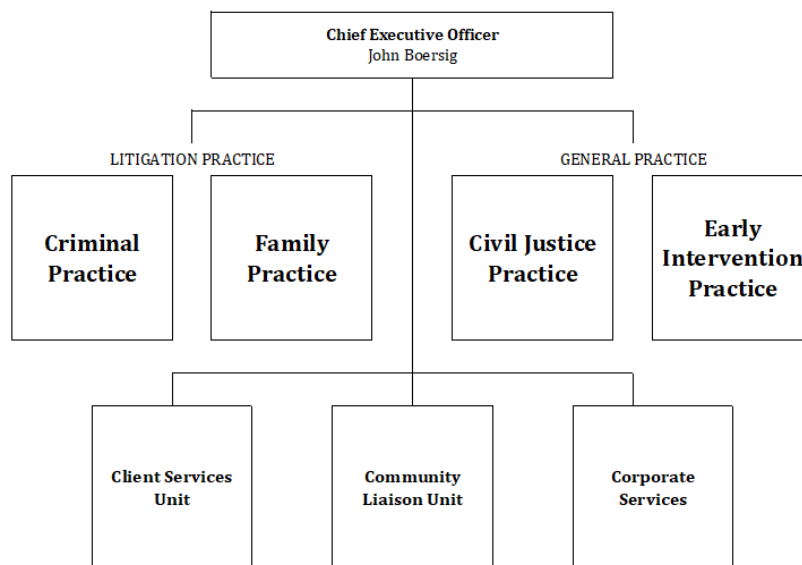 Chief Executive Officer
John Boersig
LITIGATION PRACTICE
GENERAL PRACTICE
Criminal
Practice
Family
Practice
Civil Justice
Practice
Early
Intervention
Practice
Client Services
Unit
Community
Liaison Unit
Corporate
Services